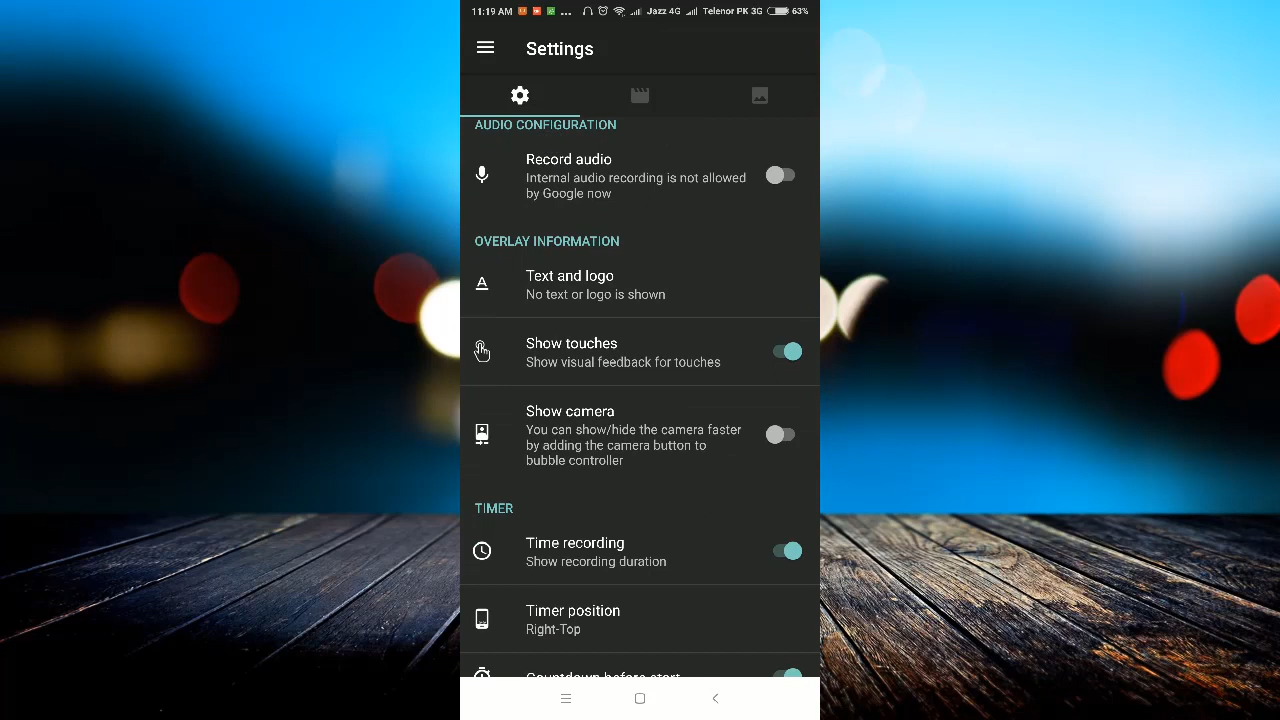 11:19 AM ... Jazz 4G Telenor PK 3G 63%
Settings
AUDIO CONFIGURATION
Record audio
Internal audio recording is not allowed
by Google now
OVERLAY INFORMATION
Text and logo
No text or logo is shown
Show touches
Show visual feedback for touches
Show camera
You can show/hide the camera faster
by adding the camera button to
bubble controller
TIMER
Time recording
Show recording duration
Timer position
Right-Top
Countdown before start